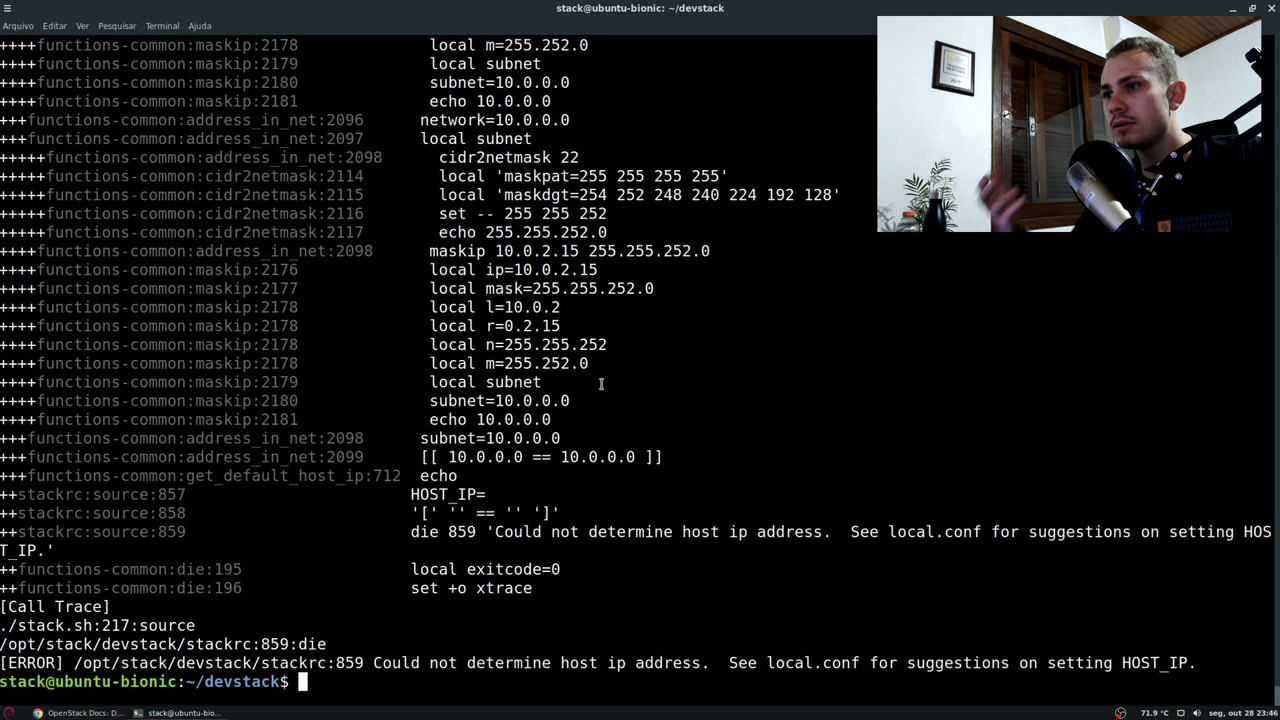 stack@ubuntu-bionic: ~/devstack
Arquivo Editar Ver Pesquisar Terminal Ajuda
++++functions-common:maskip:2178 local m=255.252.0
++++functions-common:maskip:2179 local subnet
++++functions-common:maskip:2180 subnet=10.0.0.0
++++functions-common:maskip:2181 echo 10.0.0.0
+++functions-common:address_in_net:2096 network=10.0.0.0
+++functions-common:address_in_net:2097 local subnet
+++++functions-common:address_in_net:2098 cidr2netmask 22
+++++functions-common:cidr2netmask:2114 local 'maskpat=255 255 255 255'
+++++functions-common:cidr2netmask:2115 local 'maskdgt=254 252 248 240 224 192 128'
+++++functions-common:cidr2netmask:2116 set -- 255 255 252
+++++functions-common:cidr2netmask:2117 echo 255.255.252.0
++++functions-common:address_in_net:2098 maskip 10.0.2.15 255.255.252.0
++++functions-common:maskip:2176 local ip=10.0.2.15
++++functions-common:maskip:2177 local mask=255.255.252.0
++++functions-common:maskip:2178 local l=10.0.2
++++functions-common:maskip:2178 local r=0.2.15
++++functions-common:maskip:2178 local n=255.255.252
++++functions-common:maskip:2178 local m=255.252.0
++++functions-common:maskip:2179 local subnet
++++functions-common:maskip:2180 subnet=10.0.0.0
++++functions-common:maskip:2181 echo 10.0.0.0
+++functions-common:address_in_net:2098 subnet=10.0.0.0
+++functions-common:address_in_net:2099 [[ 10.0.0.0 == 10.0.0.0 ]]
+++functions-common:get_default_host_ip:712 echo
++stackrc:source:857 HOST_IP=
++stackrc:source:858 '[' '' == '' ']'
++stackrc:source:859 die 859 'Could not determine host ip address.  See local.conf for suggestions on setting HOS
T_IP.'
++functions-common:die:195 local exitcode=0
++functions-common:die:196 set +o xtrace
[Call Trace]
./stack.sh:217:source
/opt/stack/devstack/stackrc:859:die
[ERROR] /opt/stack/devstack/stackrc:859 Could not determine host ip address.  See local.conf for suggestions on setting HOST_IP.
stack@ubuntu-bionic:~/devstack$
OpenStack Docs: D... stack@ubuntu-bio... 71.9 °C seg, out 28 23:46